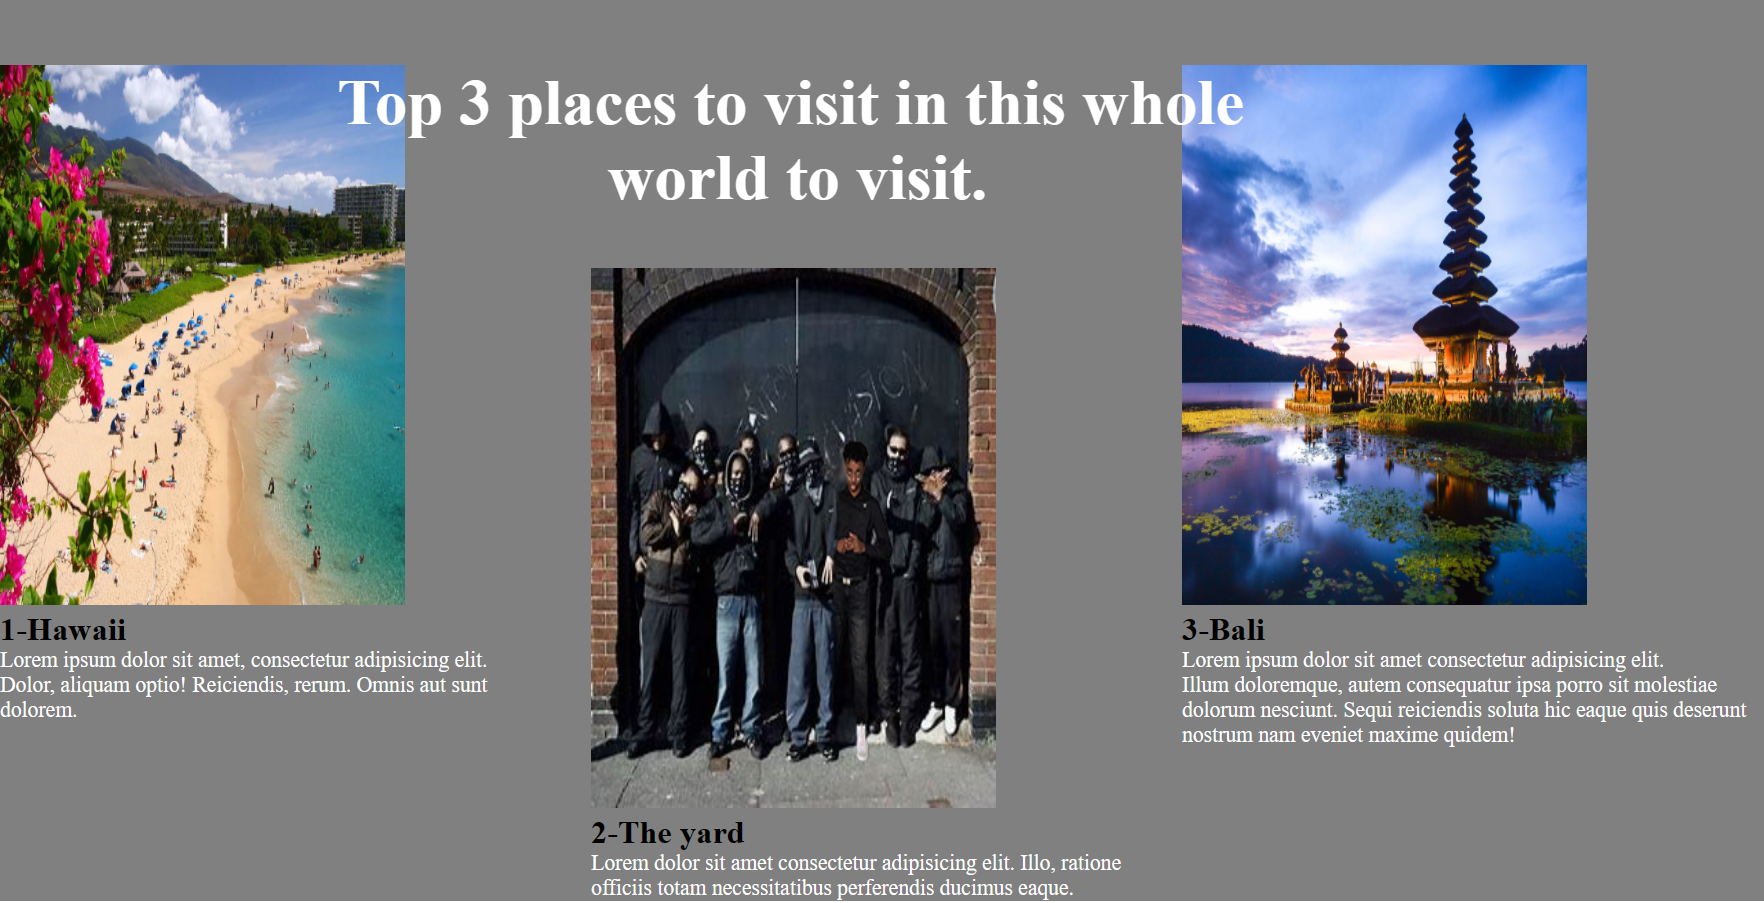 Top 3 places to visit in this whole
world to visit.
1-Hawaii
Lorem ipsum dolor sit amet, consectetur adipisicing elit.
Dolor, aliquam optio! Reiciendis, rerum. Omnis aut sunt
dolorem.
2-The yard
Lorem dolor sit amet consectetur adipisicing elit. Illo, ratione
officiis totam necessitatibus perferendis ducimus eaque.
3-Bali
Lorem ipsum dolor sit amet consectetur adipisicing elit.
Illum doloremque, autem consequatur ipsa porro sit molestiae
dolorum nesciunt. Sequi reiciendis soluta hic eaque quis deserunt
nostrum nam eveniet maxime quidem!